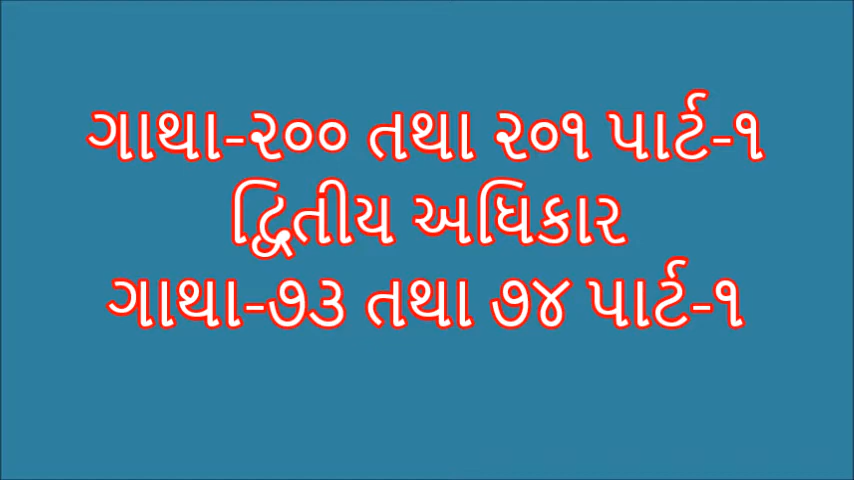 ગાથા-૨૦૦ તથા ૨૦૧ પાર્ટ-૧
દ્વિતીય અધિકાર
ગાથા-૭૩ તથા ૭૪ પાર્ટ-૧